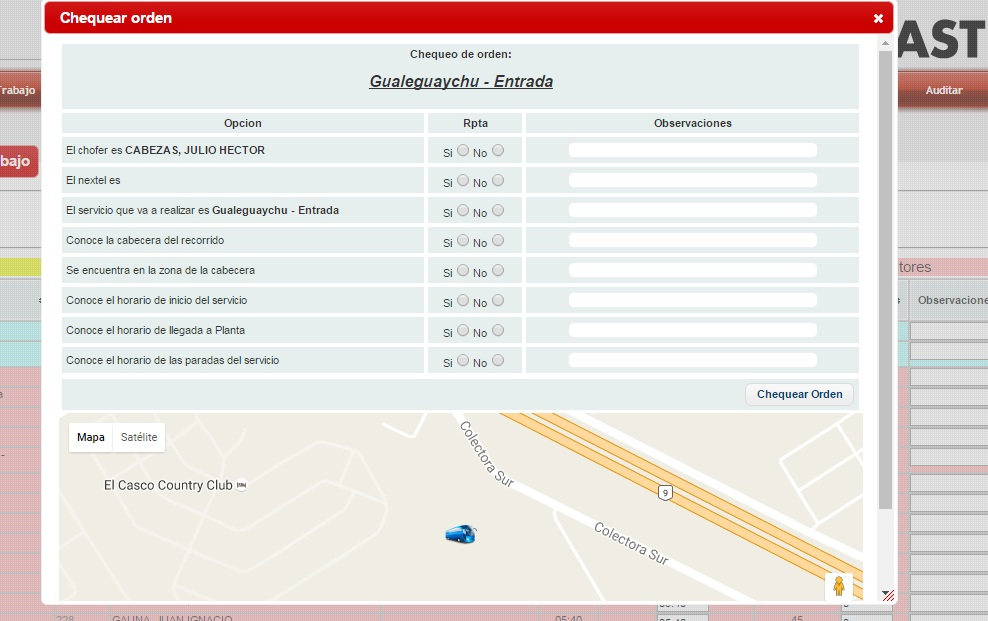 Chequear orden
AST
Trabajo
Auditar
bajo
Chequeo de orden:
Gualeguaychu - Entrada
Opcion Rpta Observaciones
El chofer es CABEZAS, JULIO HECTOR Si No
El nextel es Si No
El servicio que va a realizar es Gualeguaychu - Entrada Si No
Conoce la cabecera del recorrido Si No
Se encuentra en la zona de la cabecera Si No
Conoce el horario de inicio del servicio Si No
Conoce el horario de llegada a Planta Si No
Conoce el horario de las paradas del servicio Si No
tores
Observacione
Chequear Orden
Mapa Satélite
Colectora Sur
El Casco Country Club
9
Colectora Sur
228 GAUNA, JUAN IGNACIO 05:40 45